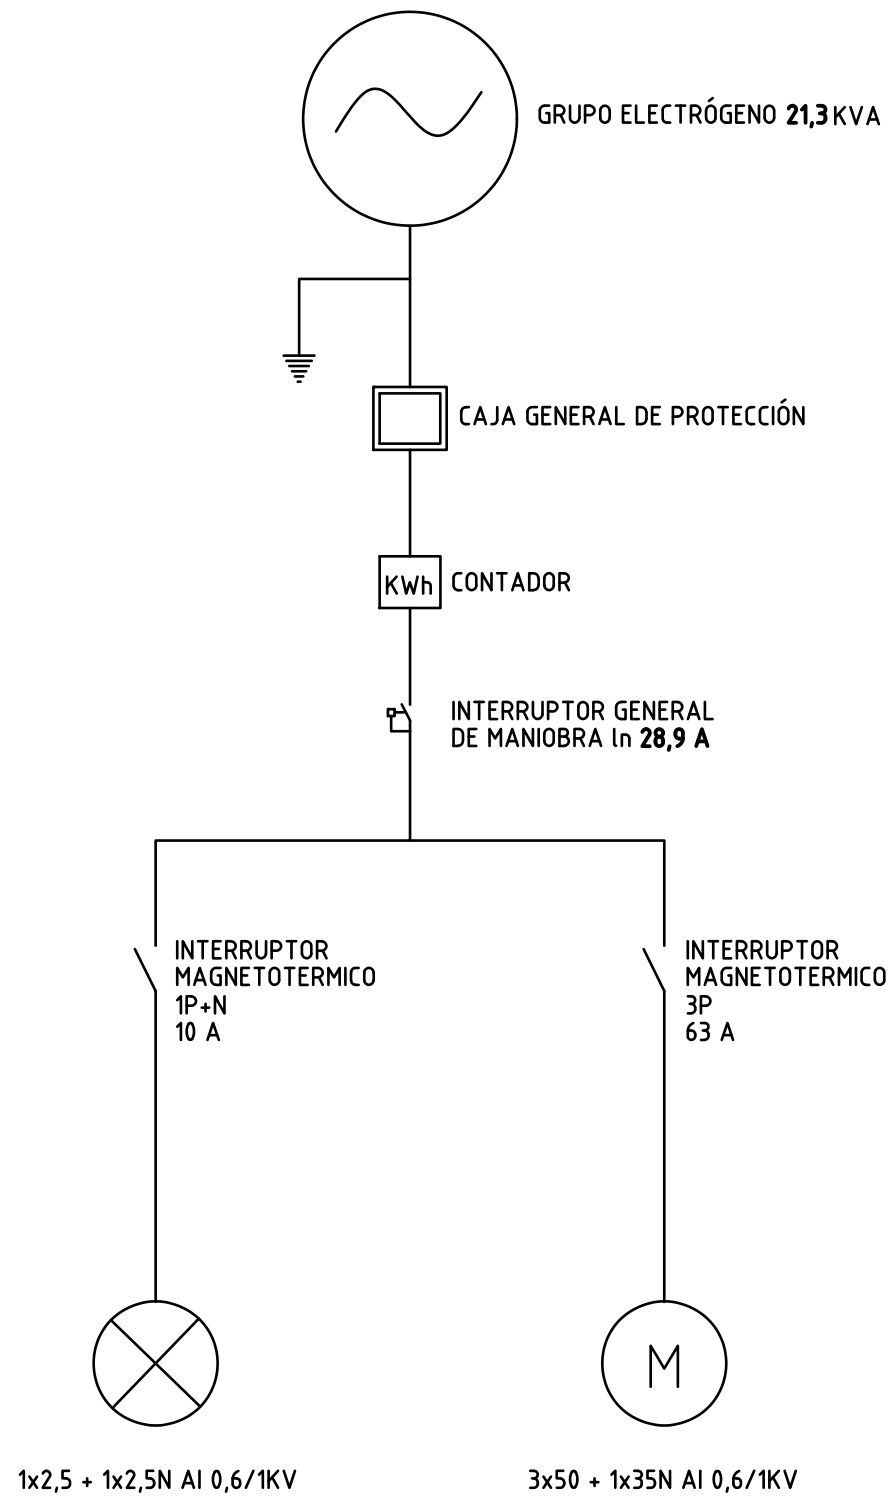 GRUPO ELECTRÓGENO 21,3 KVA
CAJA GENERAL DE PROTECCIÓN
KWh
CONTADOR
INTERRUPTOR GENERAL
DE MANIOBRA In 28,9 A
INTERRUPTOR
MAGNETOTERMICO
1P+N
10 A
INTERRUPTOR
MAGNETOTERMICO
3P
63 A
M
1x2,5 + 1x2,5N Al 0,6/1KV
3x50 + 1x35N Al 0,6/1KV